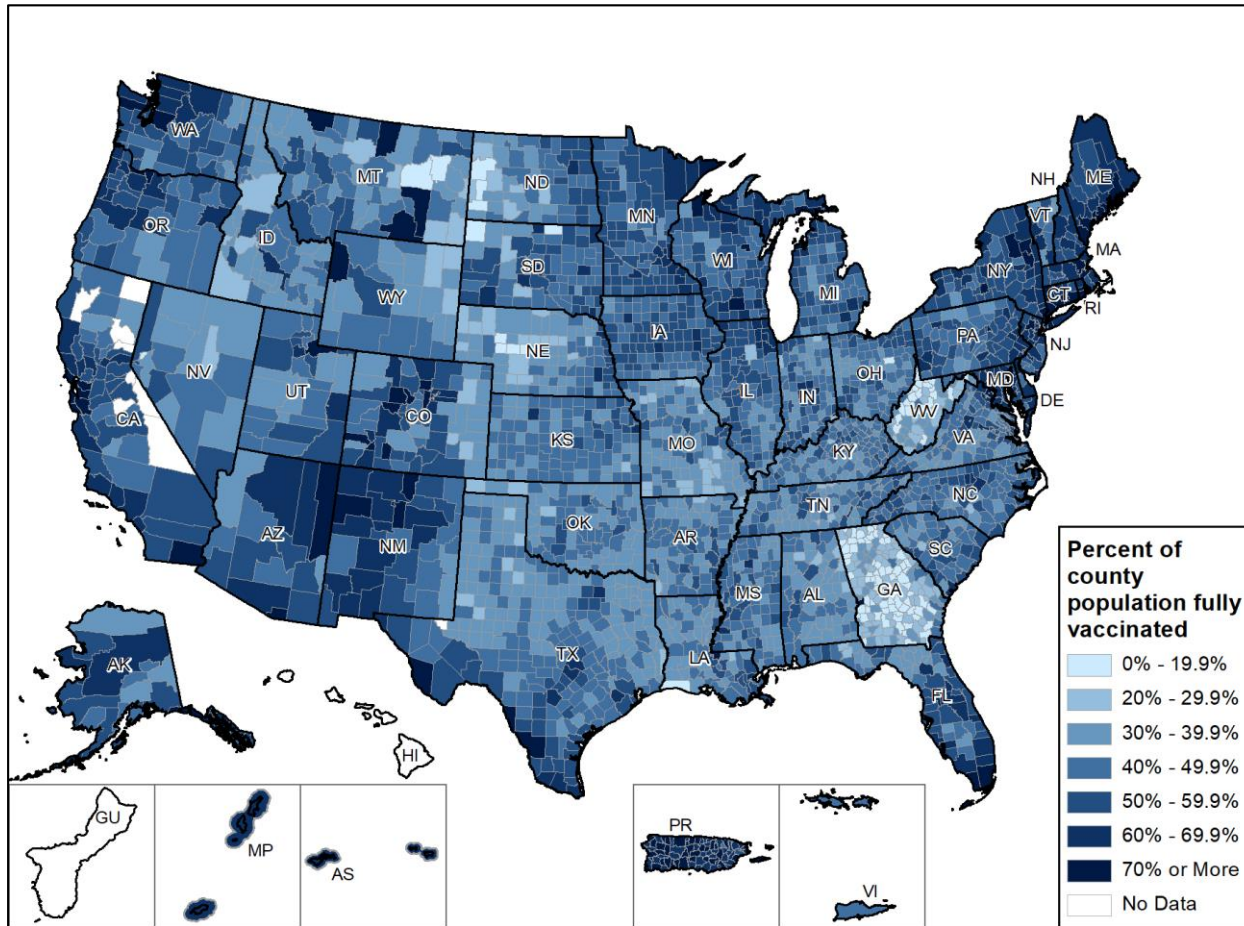 WA
MT
ND
MN
OR
ID
WY
SD
WI
MI
NH
VT
ME
NY
MA
CT
RI
NV
UT
CO
NE
IA
IL
IN
OH
PA
NJ
MD
DE
CA
KS
MO
KY
WV
VA
AZ
NM
OK
AR
TN
NC
SC
MS
AL
GA
TX
LA
FL
AK
HI
GU
MP
AS
PR
VI
Percent of
county
population fully
vaccinated
0% - 19.9%
20% - 29.9%
30% - 39.9%
40% - 49.9%
50% - 59.9%
60% - 69.9%
70% or More
No Data